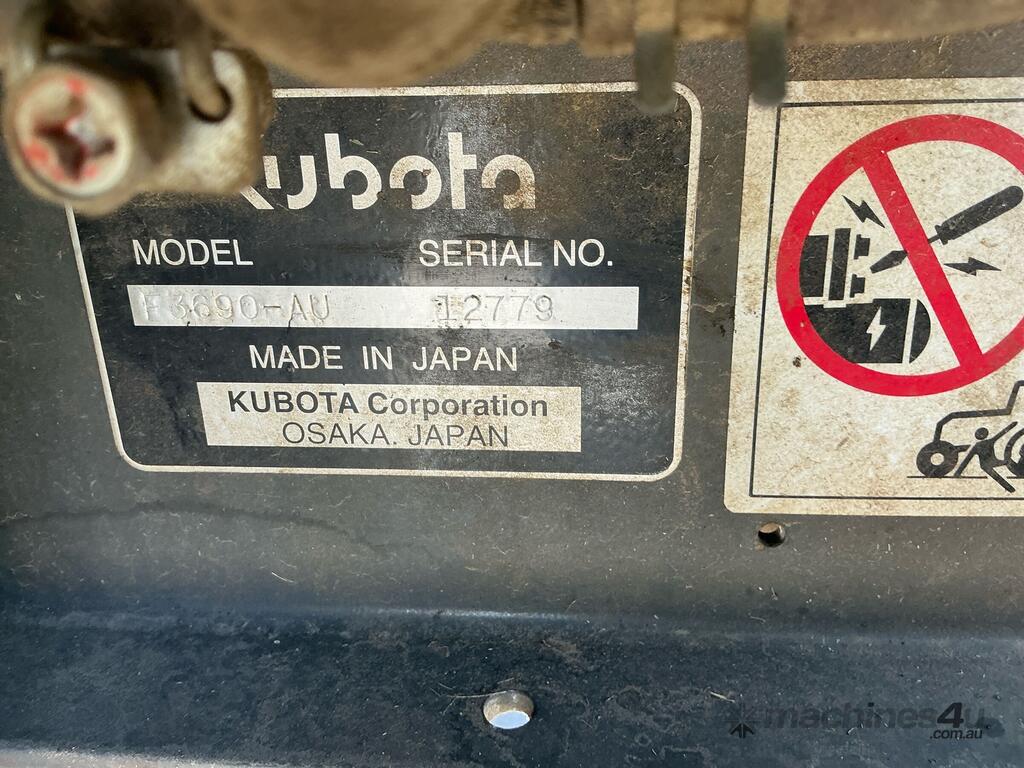 Kubota
MODEL SERIAL NO.
F3690-AU 12779
MADE IN JAPAN
KUBOTA Corporation
OSAKA. JAPAN
machines4u
.com.au